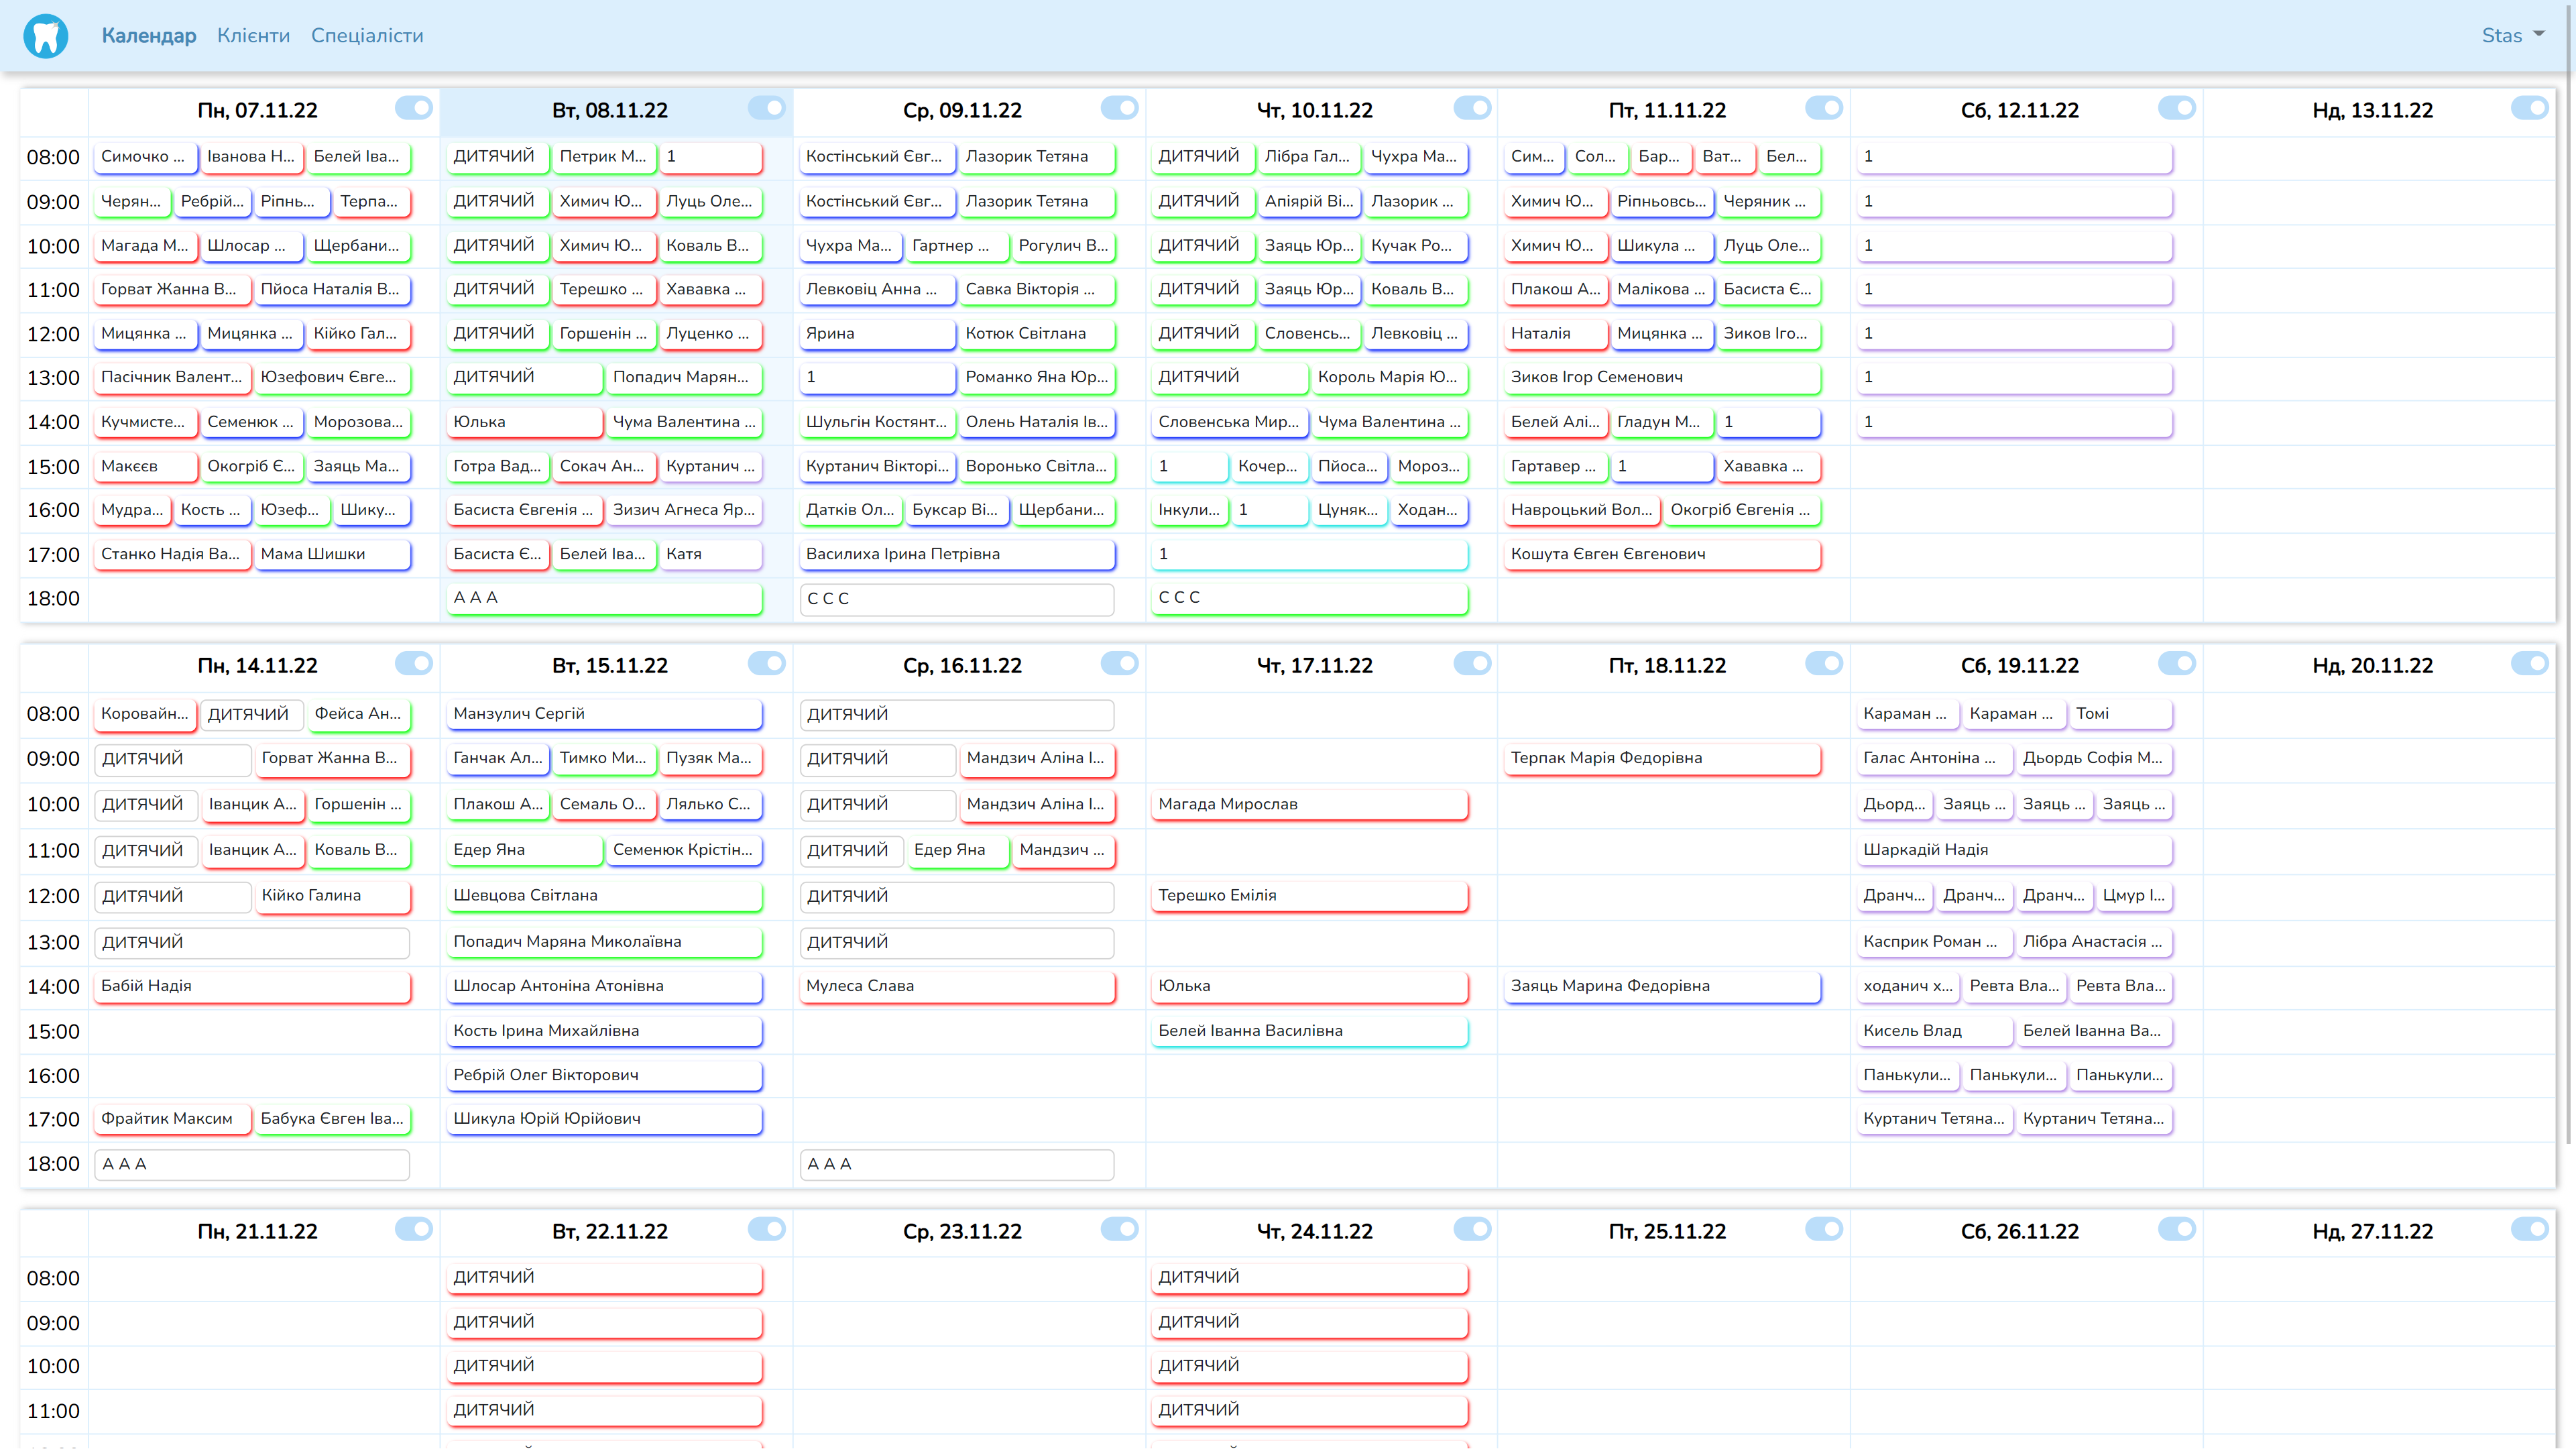 Календар Клієнти Спеціалісти Stas
Пн, 07.11.22 Вт, 08.11.22 Ср, 09.11.22 Чт, 10.11.22 Пт, 11.11.22 Сб, 12.11.22 Нд, 13.11.22
08:00 Симочко ... Іванова Н... Белей Іва... ДИТЯЧИЙ Петрик М... 1 Костінський Євг... Лазорик Тетяна ДИТЯЧИЙ Лібра Гал... Чухра Ма... Сим... Сол... Бар... Ват... Бел... 1
09:00 Черян... Ребрій... Ріпнь... Терпа... ДИТЯЧИЙ Химич Ю... Луць Оле... Костінський Євг... Лазорик Тетяна ДИТЯЧИЙ Апіярій Ві... Лазорик ... Химич Ю... Ріпньовсь... Черяник ... 1
10:00 Магада М... Шлосар ... Щербани... ДИТЯЧИЙ Химич Ю... Коваль В... Чухра Ма... Гартнер ... Рогулич В... ДИТЯЧИЙ Заяць Юр... Кучак Ро... Химич Ю... Шикула ... Луць Оле... 1
11:00 Горват Жанна В... Пйоса Наталія В... ДИТЯЧИЙ Терешко ... Хававка ... Левковіц Анна ... Савка Вікторія ... ДИТЯЧИЙ Заяць Юр... Коваль В... Плакош А... Малікова ... Басиста Є... 1
12:00 Мицянка ... Мицянка ... Кійко Гал... ДИТЯЧИЙ Горшенін ... Луценко ... Ярина Котюк Світлана ДИТЯЧИЙ Словенсь... Левковіц ... Наталія Мицянка ... Зиков Іго... 1
13:00 Пасічник Валент... Юзефович Євге... ДИТЯЧИЙ Попадич Марян... 1 Романко Яна Юр... ДИТЯЧИЙ Король Марія Ю... Зиков Ігор Семенович 1
14:00 Кучмисте... Семенюк ... Морозова... Юлька Чума Валентина ... Шульгін Костянт... Олень Наталія Ів... Словенська Мир... Чума Валентина ... Белей Алі... Гладун М... 1 1
15:00 Макєєв Окогріб Є... Заяць Ма... Готра Вад... Сокач Ан... Куртанич ... Куртанич Вікторі... Воронько Світла... 1 Кочер... Пйоса... Мороз... Гартавер ... 1 Хававка ...
16:00 Мудра... Кость ... Юзеф... Шику... Басиста Євгенія ... Зизич Агнеса Яр... Датків Ол... Буксар Ві... Щербани... Інкули... 1 Цуняк... Ходан... Навроцький Вол... Окогріб Євгенія ...
17:00 Станко Надія Ва... Мама Шишки Басиста Є... Белей Іва... Катя Василиха Ірина Петрівна 1 Кошута Євген Євгенович
18:00 А А А С С С С С С
Пн, 14.11.22 Вт, 15.11.22 Ср, 16.11.22 Чт, 17.11.22 Пт, 18.11.22 Сб, 19.11.22 Нд, 20.11.22
08:00 Коровайн... ДИТЯЧИЙ Фейса Ан... Манзулич Сергій ДИТЯЧИЙ Караман ... Караман ... Томі
09:00 ДИТЯЧИЙ Горват Жанна В... Ганчак Ал... Тимко Ми... Пузяк Ма... ДИТЯЧИЙ Мандзич Аліна І... Терпак Марія Федорівна Галас Антоніна ... Дьордь Софія М...
10:00 ДИТЯЧИЙ Іванцик А... Горшенін ... Плакош А... Семаль О... Лялько С... ДИТЯЧИЙ Мандзич Аліна І... Магада Мирослав Дьорд... Заяць ... Заяць ... Заяць ...
11:00 ДИТЯЧИЙ Іванцик А... Коваль В... Едер Яна Семенюк Крістін... ДИТЯЧИЙ Едер Яна Мандзич ... Шаркадій Надія
12:00 ДИТЯЧИЙ Кійко Галина Шевцова Світлана ДИТЯЧИЙ Терешко Емілія Дранч... Дранч... Дранч... Цмур І...
13:00 ДИТЯЧИЙ Попадич Маряна Миколаївна ДИТЯЧИЙ Касприк Роман ... Лібра Анастасія ...
14:00 Бабій Надія Шлосар Антоніна Атонівна Мулеса Слава Юлька Заяць Марина Федорівна ходанич х... Ревта Вла... Ревта Вла...
15:00 Кость Ірина Михайлівна Белей Іванна Василівна Кисель Влад Белей Іванна Ва...
16:00 Ребрій Олег Вікторович Панькули... Панькули... Панькули...
17:00 Фрайтик Максим Бабука Євген Іва... Шикула Юрій Юрійович Куртанич Тетяна... Куртанич Тетяна...
18:00 А А А А А А
Пн, 21.11.22 Вт, 22.11.22 Ср, 23.11.22 Чт, 24.11.22 Пт, 25.11.22 Сб, 26.11.22 Нд, 27.11.22
08:00 ДИТЯЧИЙ ДИТЯЧИЙ
09:00 ДИТЯЧИЙ ДИТЯЧИЙ
10:00 ДИТЯЧИЙ ДИТЯЧИЙ
11:00 ДИТЯЧИЙ ДИТЯЧИЙ